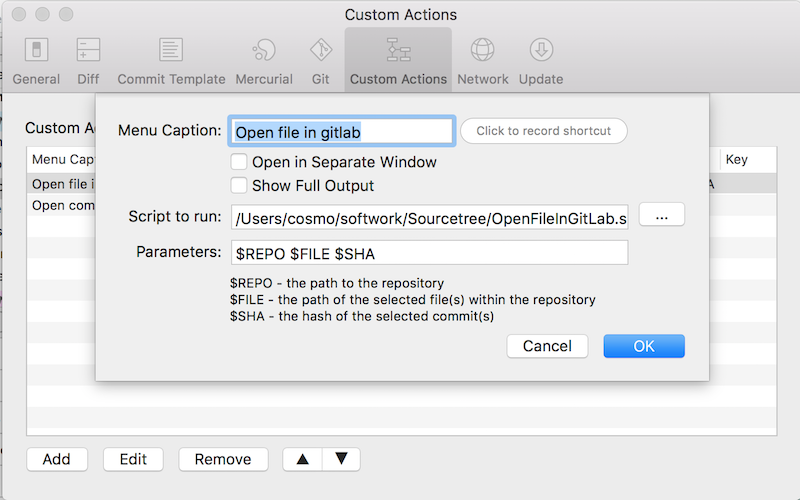 Custom Actions
General Diff Commit Template Mercurial Git Custom Actions Network Update
Custom
Menu Caption: Open file in gitlab Click to record shortcut
Menu Key
Open in Separate Window
Open file
Show Full Output
Open
Script to run: /Users/cosmo/softwork/Sourcetree/OpenFileInGitLab.s ...
Parameters: $REPO $FILE $SHA
$REPO - the path to the repository
$FILE - the path of the selected file(s) within the repository
$SHA - the hash of the selected commit(s)
Cancel OK
Add Edit Remove